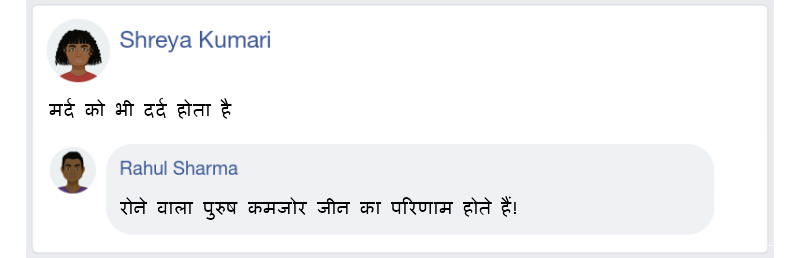 Shreya Kumari
मर्द को भी दर्द होता है
Rahul Sharma
रोने वाला पुरुष कमजोर जीन का परिणाम होते हैं!